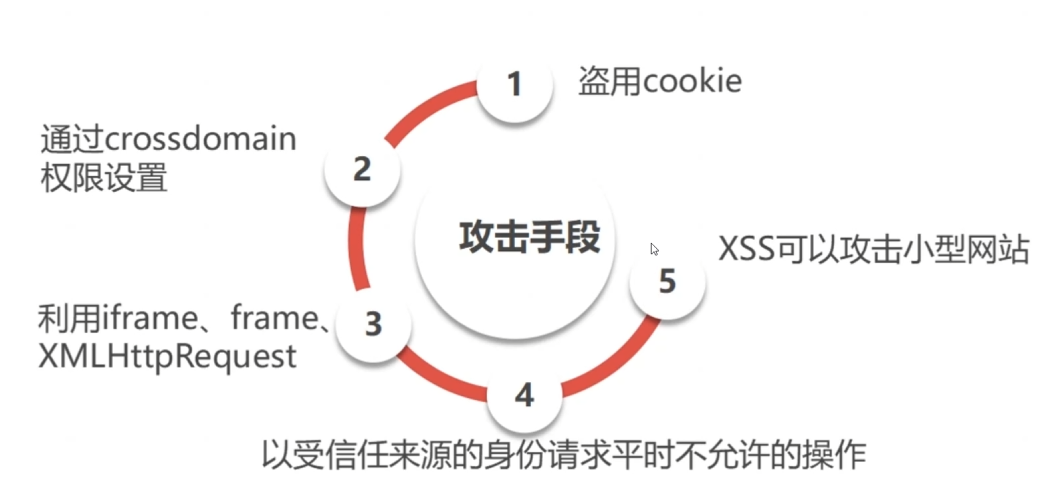 1
盗用cookie
通过crossdomain
权限设置
2
攻击手段
XSS可以攻击小型网站
5
利用iframe、frame、
XMLHttpRequest
3
4
以受信任来源的身份请求平时不允许的操作